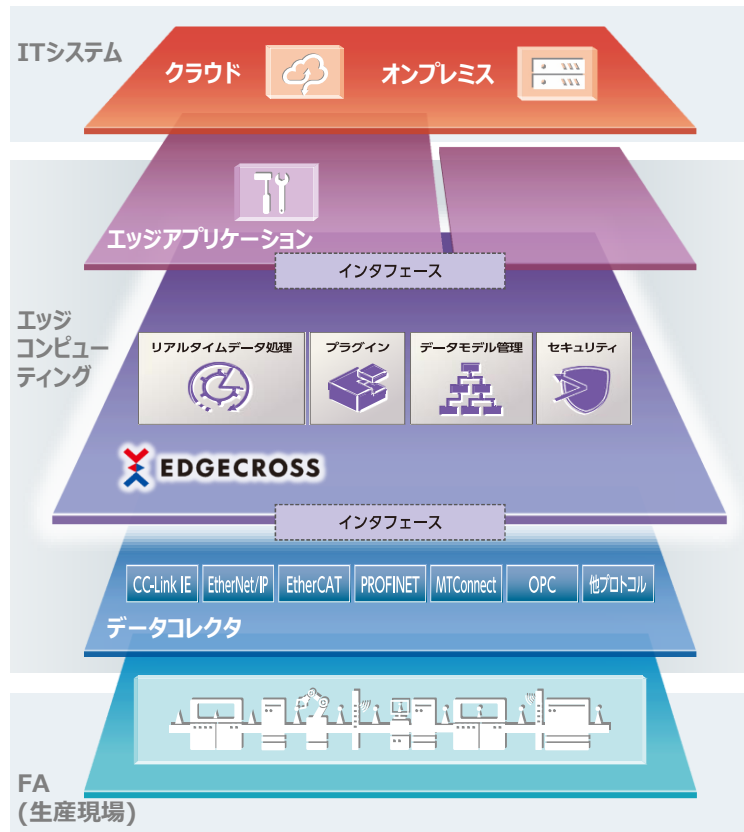 ITシステム
クラウド
オンプレミス
エッジアプリケーション
インタフェース
エッジ
コンピュー
ティング
リアルタイムデータ処理
プラグイン
データモデル管理
セキュリティ
EDGECROSS
インタフェース
CC-Link IE
EtherNet/IP
EtherCAT
PROFINET
MTConnect
OPC
他プロトコル
データコレクタ
FA
(生産現場)